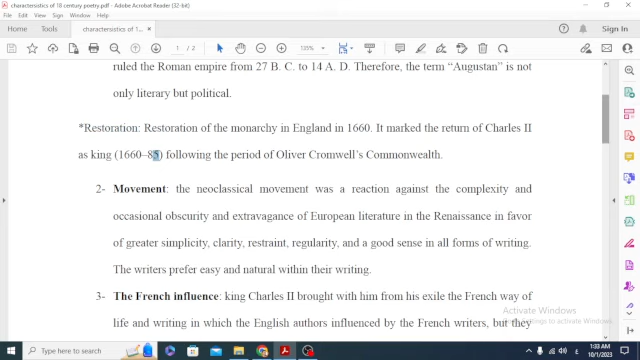 characterstics of 18 century poetry.pdf - Adobe Acrobat Reader (32-bit)
File Edit View Sign Window Help
Home Tools characterstics of 1... × Sign In
1 / 2 135%
ruled the Roman empire from 27 B. C. to 14 A. D. Therefore, the term “Augustan” is not
only literary but political.
*Restoration: Restoration of the monarchy in England in 1660. It marked the return of Charles II
as king (1660–85) following the period of Oliver Cromwell’s Commonwealth.
2- Movement: the neoclassical movement was a reaction against the complexity and
occasional obscurity and extravagance of European literature in the Renaissance in favor
of greater simplicity, clarity, restraint, regularity, and a good sense in all forms of writing.
The writers prefer easy and natural within their writing.
3- The French influence: king Charles II brought with him from his exile the French way of
life and writing in which the English authors influenced by the French writers, but they
Activate Windows
to activate Windows.
Type here to search
1:33 AM
10/1/2023